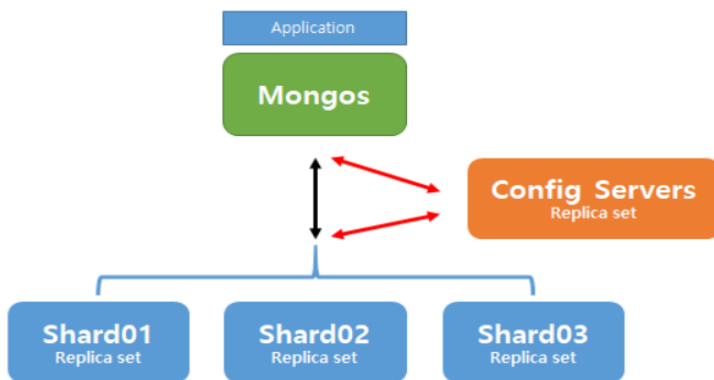 Application
Mongos
Config Servers
Replica set
Shard01
Replica set
Shard02
Replica set
Shard03
Replica set